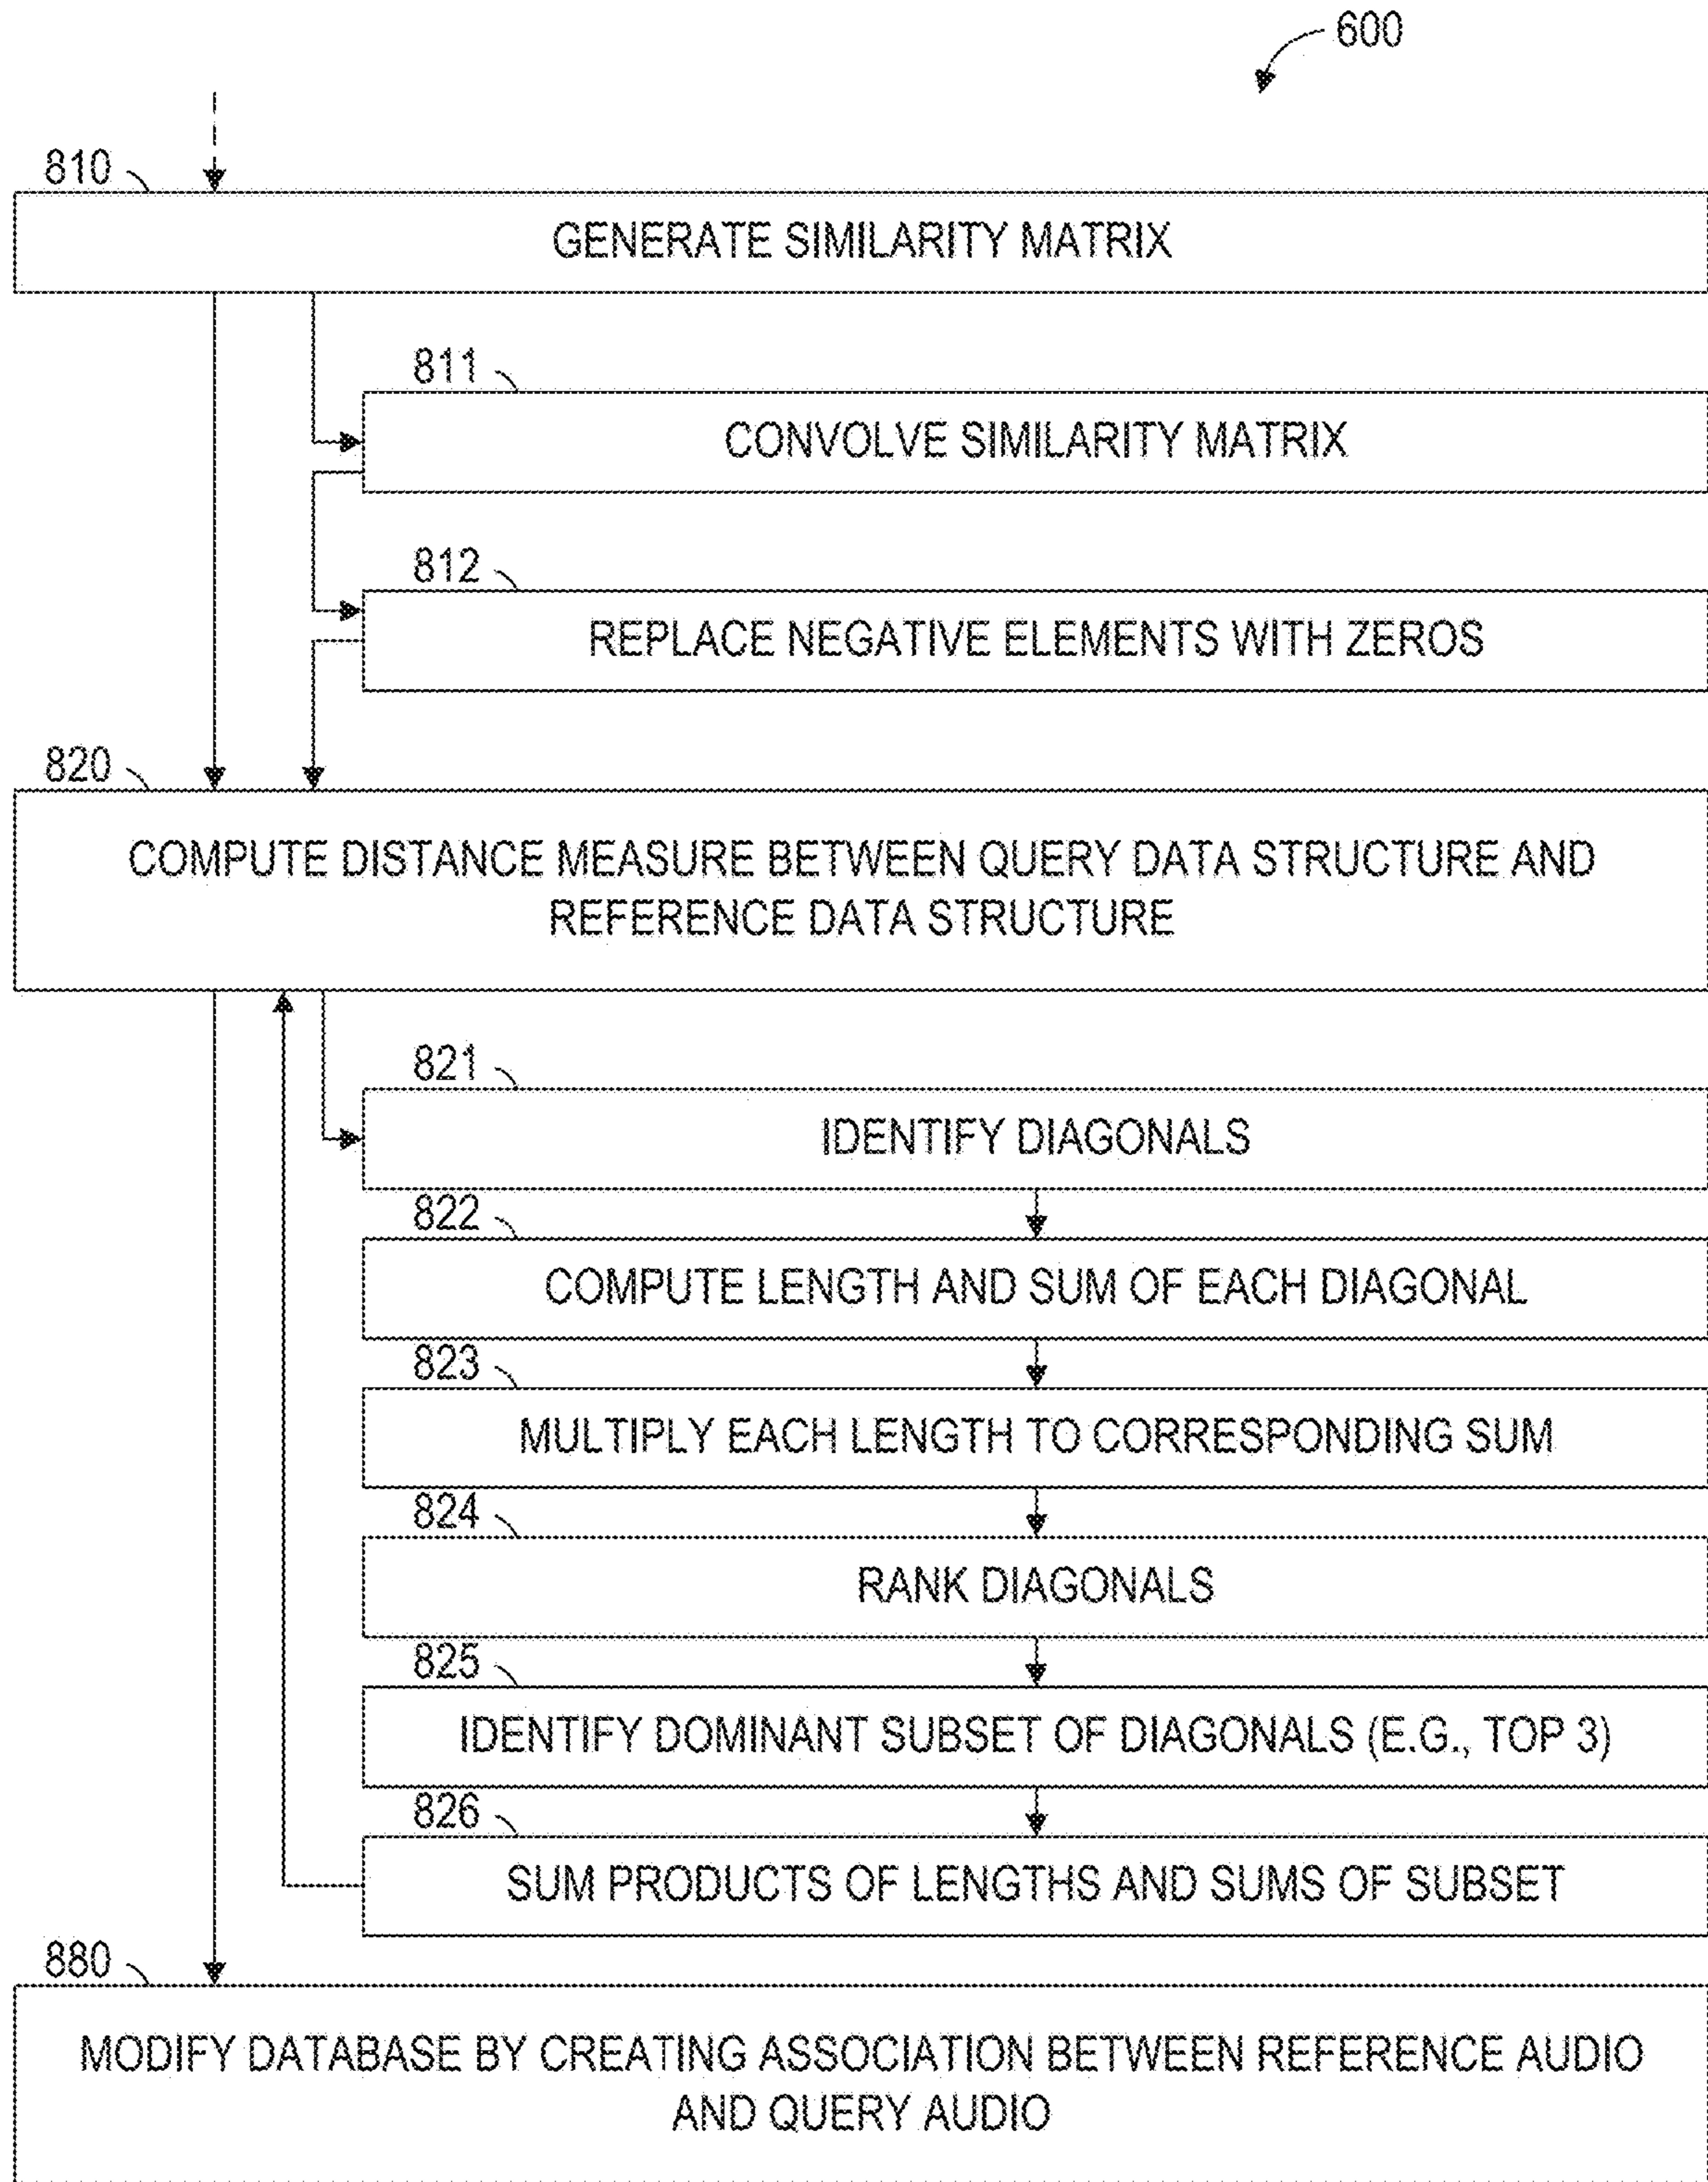 600
810
GENERATE SIMILARITY MATRIX
811
CONVOLVE SIMILARITY MATRIX
812
REPLACE NEGATIVE ELEMENTS WITH ZEROS
820
COMPUTE DISTANCE MEASURE BETWEEN QUERY DATA STRUCTURE AND
REFERENCE DATA STRUCTURE
821
IDENTIFY DIAGONALS
822
COMPUTE LENGTH AND SUM OF EACH DIAGONAL
823
MULTIPLY EACH LENGTH TO CORRESPONDING SUM
824
RANK DIAGONALS
825
IDENTIFY DOMINANT SUBSET OF DIAGONALS (E.G., TOP 3)
826
SUM PRODUCTS OF LENGTHS AND SUMS OF SUBSET
880
MODIFY DATABASE BY CREATING ASSOCIATION BETWEEN REFERENCE AUDIO
AND QUERY AUDIO